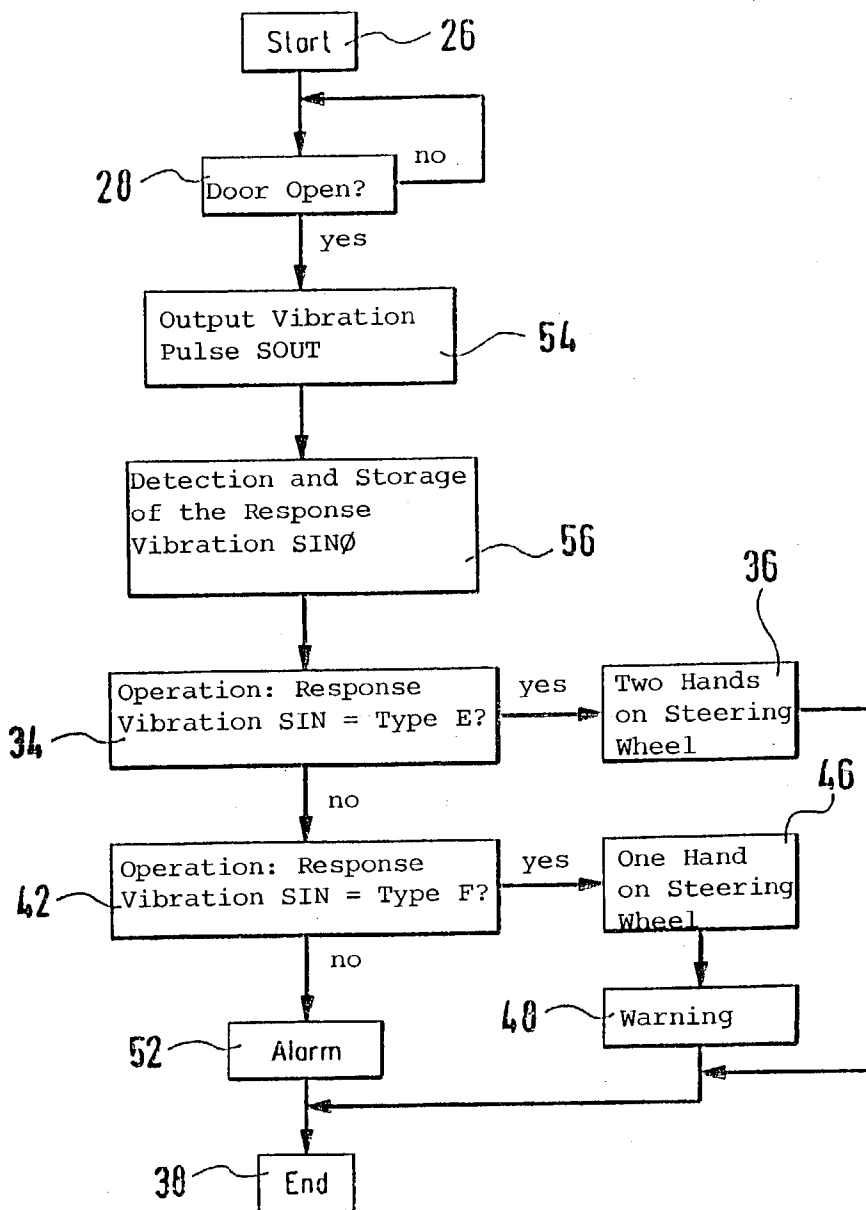 Start
26
no
28
Door Open?
yes
Output Vibration
Pulse SOUT
54
Detection and Storage
of the Response
Vibration SINØ
56
36
Operation: Response
Vibration SIN = Type E?
yes
Two Hands
on Steering
Wheel
34
no
46
Operation: Response
Vibration SIN = Type F?
yes
One Hand
on Steering
Wheel
42
no
48
Warning
52
Alarm
38
End